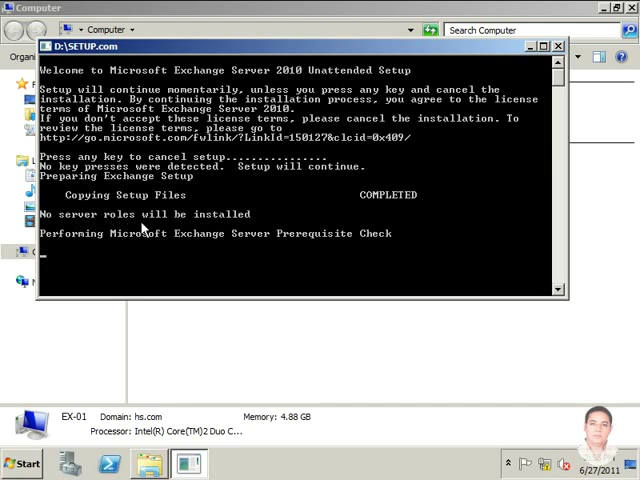 Computer
Computer
Search Computer
Organi
D:\SETUP.com
Welcome to Microsoft Exchange Server 2010 Unattended Setup
Setup will continue momentarily, unless you press any key and cancel the
installation. By continuing the installation process, you agree to the license
terms of Microsoft Exchange Server 2010.
If you don't accept these license terms, please cancel the installation. To
review the license terms, please go to
http://go.microsoft.com/fwlink/?LinkId=150127&clcid=0x409/
Press any key to cancel setup................
No key presses were detected.  Setup will continue.
Preparing Exchange Setup
Copying Setup Files COMPLETED
No server roles will be installed
Performing Microsoft Exchange Server Prerequisite Check
EX-01 Domain: hs.com Memory: 4.88 GB
Processor: Intel(R) Core(TM)2 Duo C...
Start
6/27/2011